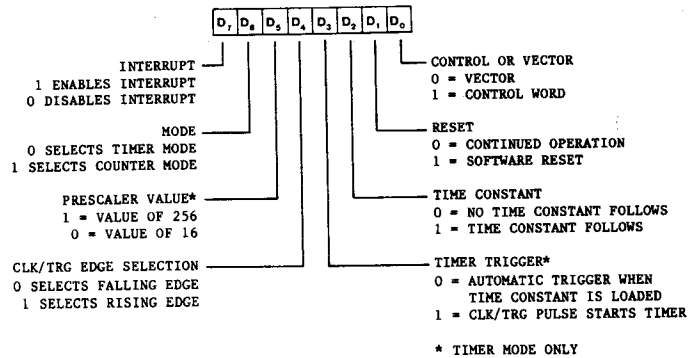 D7 D6 D5 D4 D3 D2 D1 D0
INTERRUPT
1 ENABLES INTERRUPT
0 DISABLES INTERRUPT
MODE
0 SELECTS TIMER MODE
1 SELECTS COUNTER MODE
PRESCALER VALUE*
1 = VALUE OF 256
0 = VALUE OF 16
CLK/TRG EDGE SELECTION
0 SELECTS FALLING EDGE
1 SELECTS RISING EDGE
CONTROL OR VECTOR
0 = VECTOR
1 = CONTROL WORD
RESET
0 = CONTINUED OPERATION
1 = SOFTWARE RESET
TIME CONSTANT
0 = NO TIME CONSTANT FOLLOWS
1 = TIME CONSTANT FOLLOWS
TIMER TRIGGER*
0 = AUTOMATIC TRIGGER WHEN
TIME CONSTANT IS LOADED
1 = CLK/TRG PULSE STARTS TIMER
* TIMER MODE ONLY